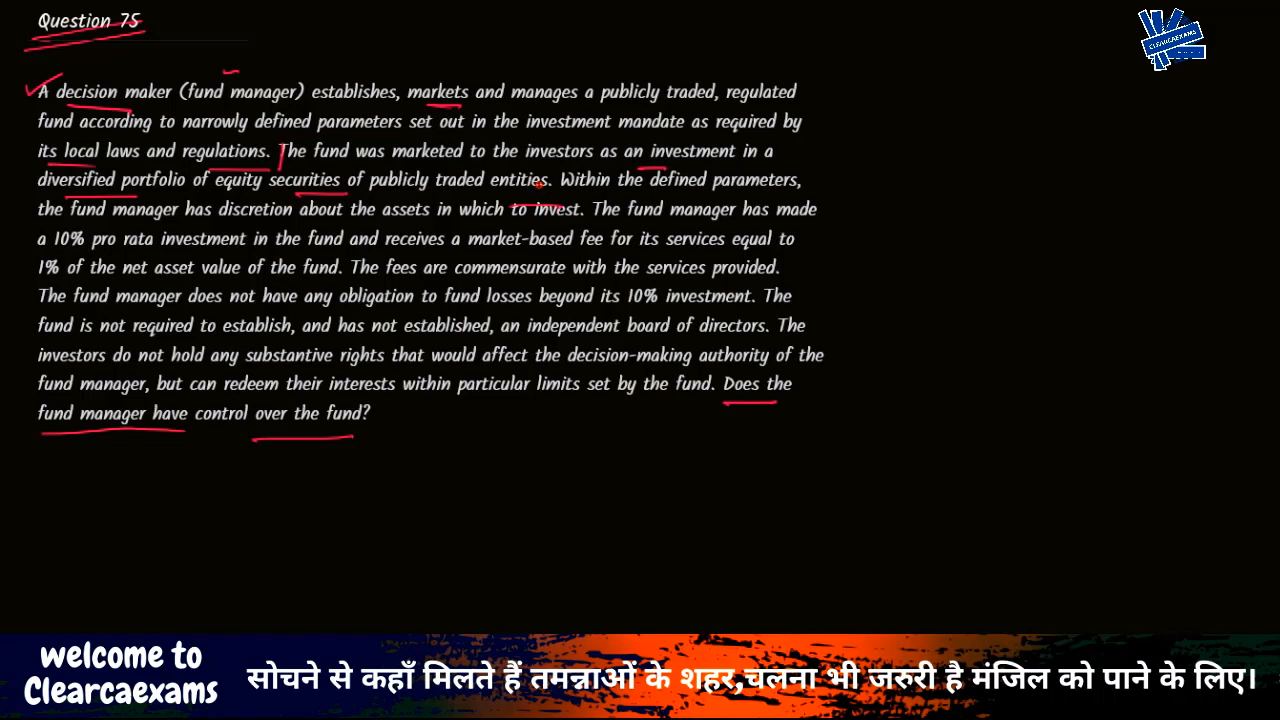 Question 75
CLEARCAEXAMS
A decision maker (fund manager) establishes, markets and manages a publicly traded, regulated
fund according to narrowly defined parameters set out in the investment mandate as required by
its local laws and regulations. The fund was marketed to the investors as an investment in a
diversified portfolio of equity securities of publicly traded entities. Within the defined parameters,
the fund manager has discretion about the assets in which to invest. The fund manager has made
a 10% pro rata investment in the fund and receives a market-based fee for its services equal to
1% of the net asset value of the fund. The fees are commensurate with the services provided.
The fund manager does not have any obligation to fund losses beyond its 10% investment. The
fund is not required to establish, and has not established, an independent board of directors. The
investors do not hold any substantive rights that would affect the decision-making authority of the
fund manager, but can redeem their interests within particular limits set by the fund. Does the
fund manager have control over the fund?
welcome to
Clearcaexams
सोचने से कहाँ मिलते हैं तमन्नाओं के शहर,चलना भी जरुरी है मंजिल को पाने के लिए।